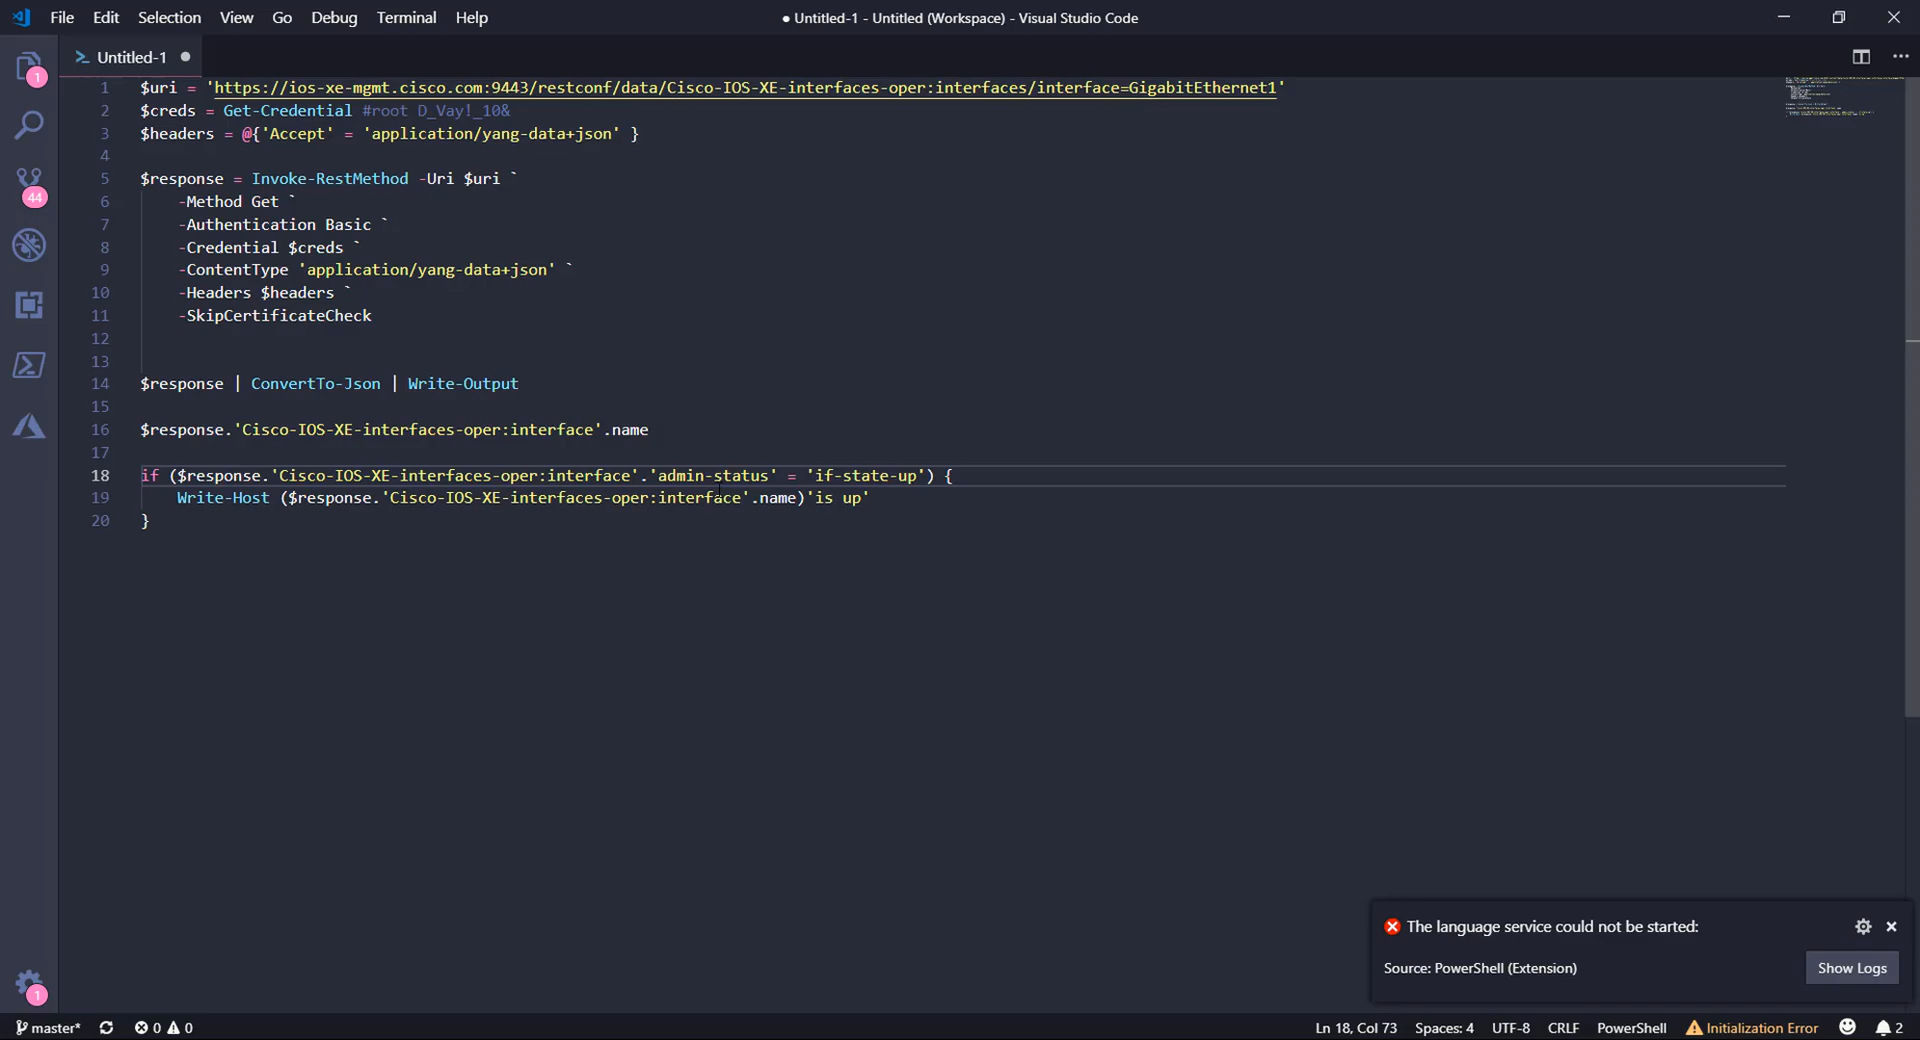 File Edit Selection View Go Debug Terminal Help
● Untitled-1 - Untitled (Workspace) - Visual Studio Code
Untitled-1
1 $uri = 'https://ios-xe-mgmt.cisco.com:9443/restconf/data/Cisco-IOS-XE-interfaces-oper:interfaces/interface=GigabitEthernet1'
2 $creds = Get-Credential #root D_Vay!_10&
3 $headers = @{'Accept' = 'application/yang-data+json' }
4
5 $response = Invoke-RestMethod -Uri $uri `
6 -Method Get `
7 -Authentication Basic `
8 -Credential $creds `
9 -ContentType 'application/yang-data+json' `
10 -Headers $headers `
11 -SkipCertificateCheck
12
13
14 $response | ConvertTo-Json | Write-Output
15
16 $response.'Cisco-IOS-XE-interfaces-oper:interface'.name
17
18 if ($response.'Cisco-IOS-XE-interfaces-oper:interface'.'admin-status' = 'if-state-up') {
19 Write-Host ($response.'Cisco-IOS-XE-interfaces-oper:interface'.name)'is up'
20 }
1
44
1
The language service could not be started:
Source: PowerShell (Extension)
Show Logs
master* 0 0
Ln 18, Col 73 Spaces: 4 UTF-8 CRLF PowerShell Initialization Error 2